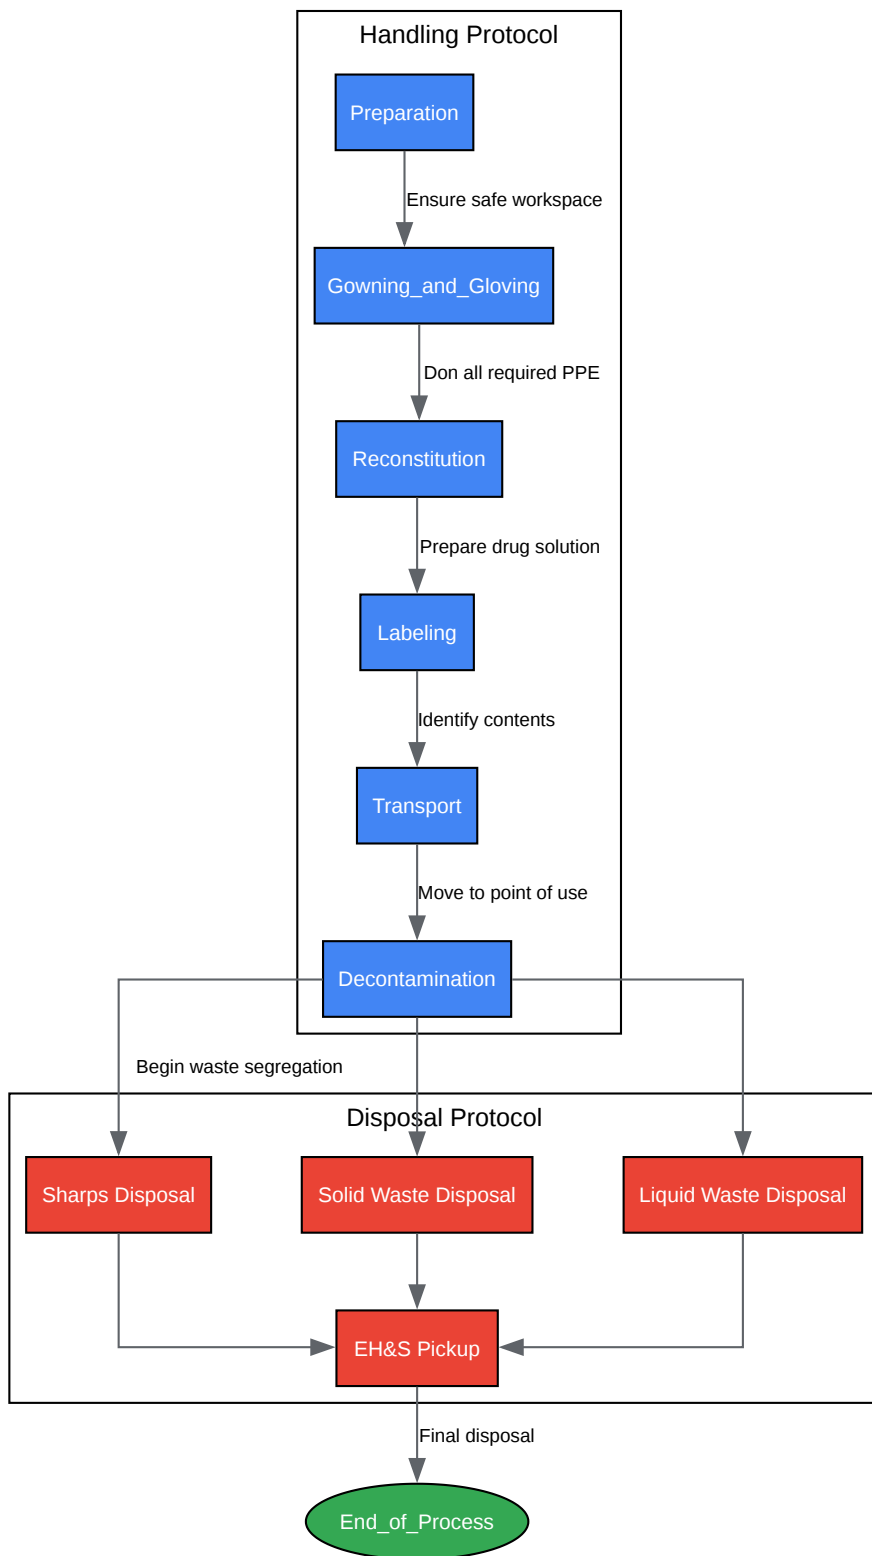 Handling Protocol
Preparation
Ensure safe workspace
Gowning_and_Gloving
Don all required PPE
Reconstitution
Prepare drug solution
Labeling
Identify contents
Transport
Move to point of use
Decontamination
Begin waste segregation
Disposal Protocol
Sharps Disposal
Solid Waste Disposal
Liquid Waste Disposal
EH&S Pickup
Final disposal
End_of_Process